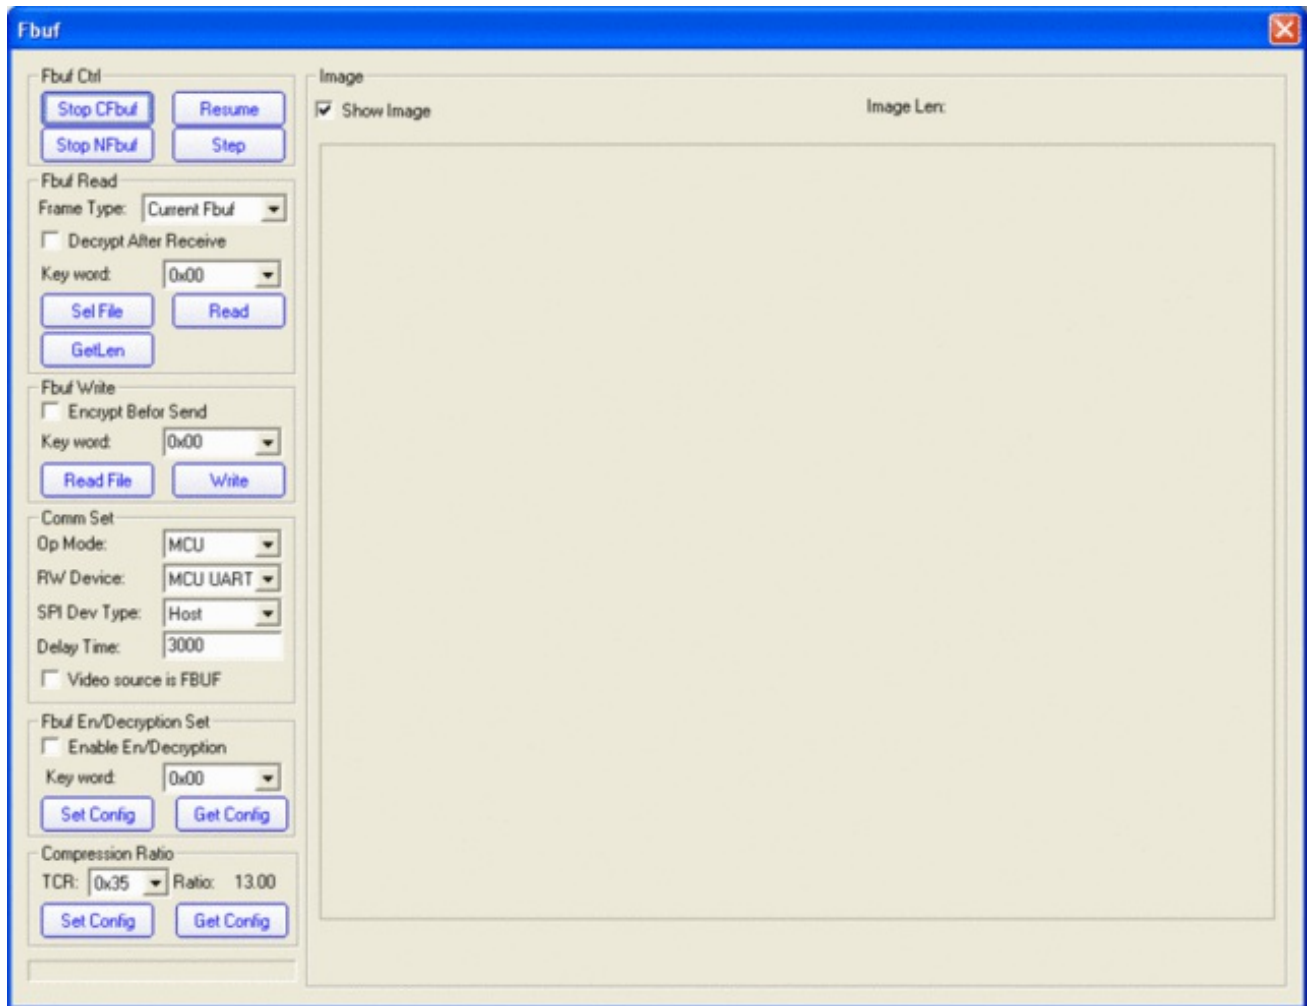 Fbuf
Fbuf Ctrl
Stop CFbuf Resume
Stop NFbuf Step
Fbuf Read
Frame Type: Current Fbuf
Decrypt After Receive
Key word: 0x00
Sel File Read
GetLen
Fbuf Write
Encrypt Befor Send
Key word: 0x00
Read File Write
Comm Set
Op Mode: MCU
RW Device: MCU UART
SPI Dev Type: Host
Delay Time: 3000
Video source is FBUF
Fbuf En/Decryption Set
Enable En/Decryption
Key word: 0x00
Set Config Get Config
Compression Ratio
TCR: 0x35 Ratio: 13.00
Set Config Get Config
Image
Show Image Image Len: